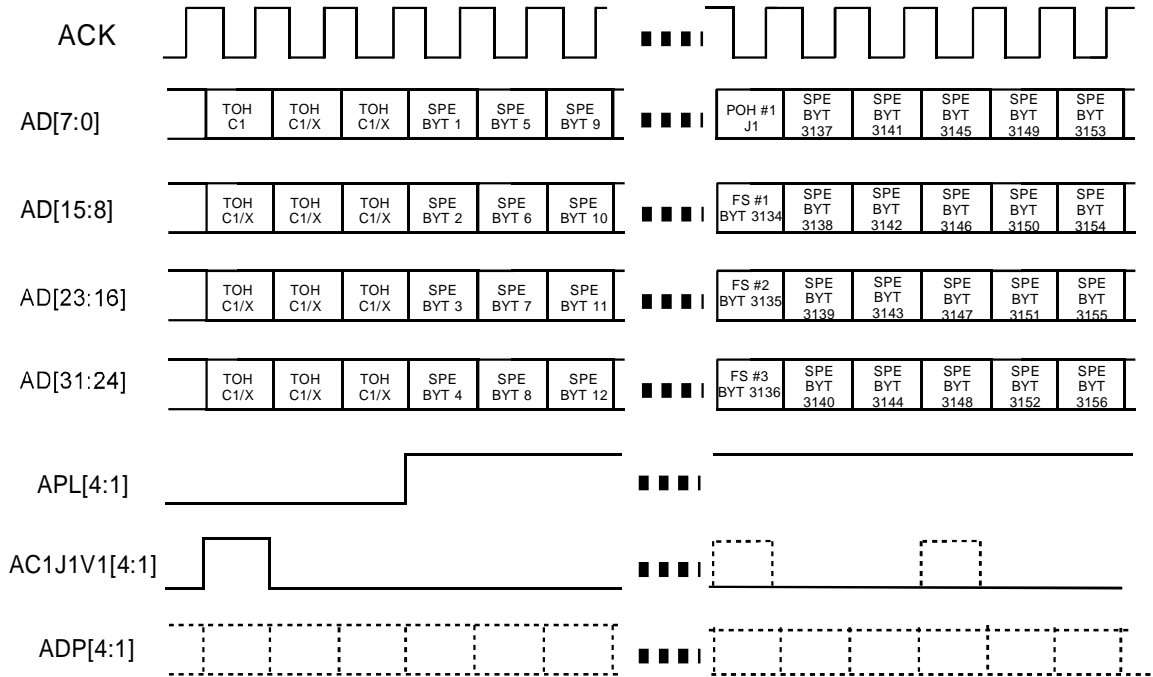 ACK
AD[7:0]
TOH
C1
TOH
C1/X
TOH
C1/X
SPE
BYT 1
SPE
BYT 5
SPE
BYT 9
POH #1
J1
SPE
BYT
3137
SPE
BYT
3141
SPE
BYT
3145
SPE
BYT
3149
SPE
BYT
3153
AD[15:8]
TOH
C1/X
TOH
C1/X
TOH
C1/X
SPE
BYT 2
SPE
BYT 6
SPE
BYT 10
FS #1
BYT 3134
SPE
BYT
3138
SPE
BYT
3142
SPE
BYT
3146
SPE
BYT
3150
SPE
BYT
3154
AD[23:16]
TOH
C1/X
TOH
C1/X
TOH
C1/X
SPE
BYT 3
SPE
BYT 7
SPE
BYT 11
FS #2
BYT 3135
SPE
BYT
3139
SPE
BYT
3143
SPE
BYT
3147
SPE
BYT
3151
SPE
BYT
3155
AD[31:24]
TOH
C1/X
TOH
C1/X
TOH
C1/X
SPE
BYT 4
SPE
BYT 8
SPE
BYT 12
FS #3
BYT 3136
SPE
BYT
3140
SPE
BYT
3144
SPE
BYT
3148
SPE
BYT
3152
SPE
BYT
3156
APL[4:1]
AC1J1V1[4:1]
ADP[4:1]